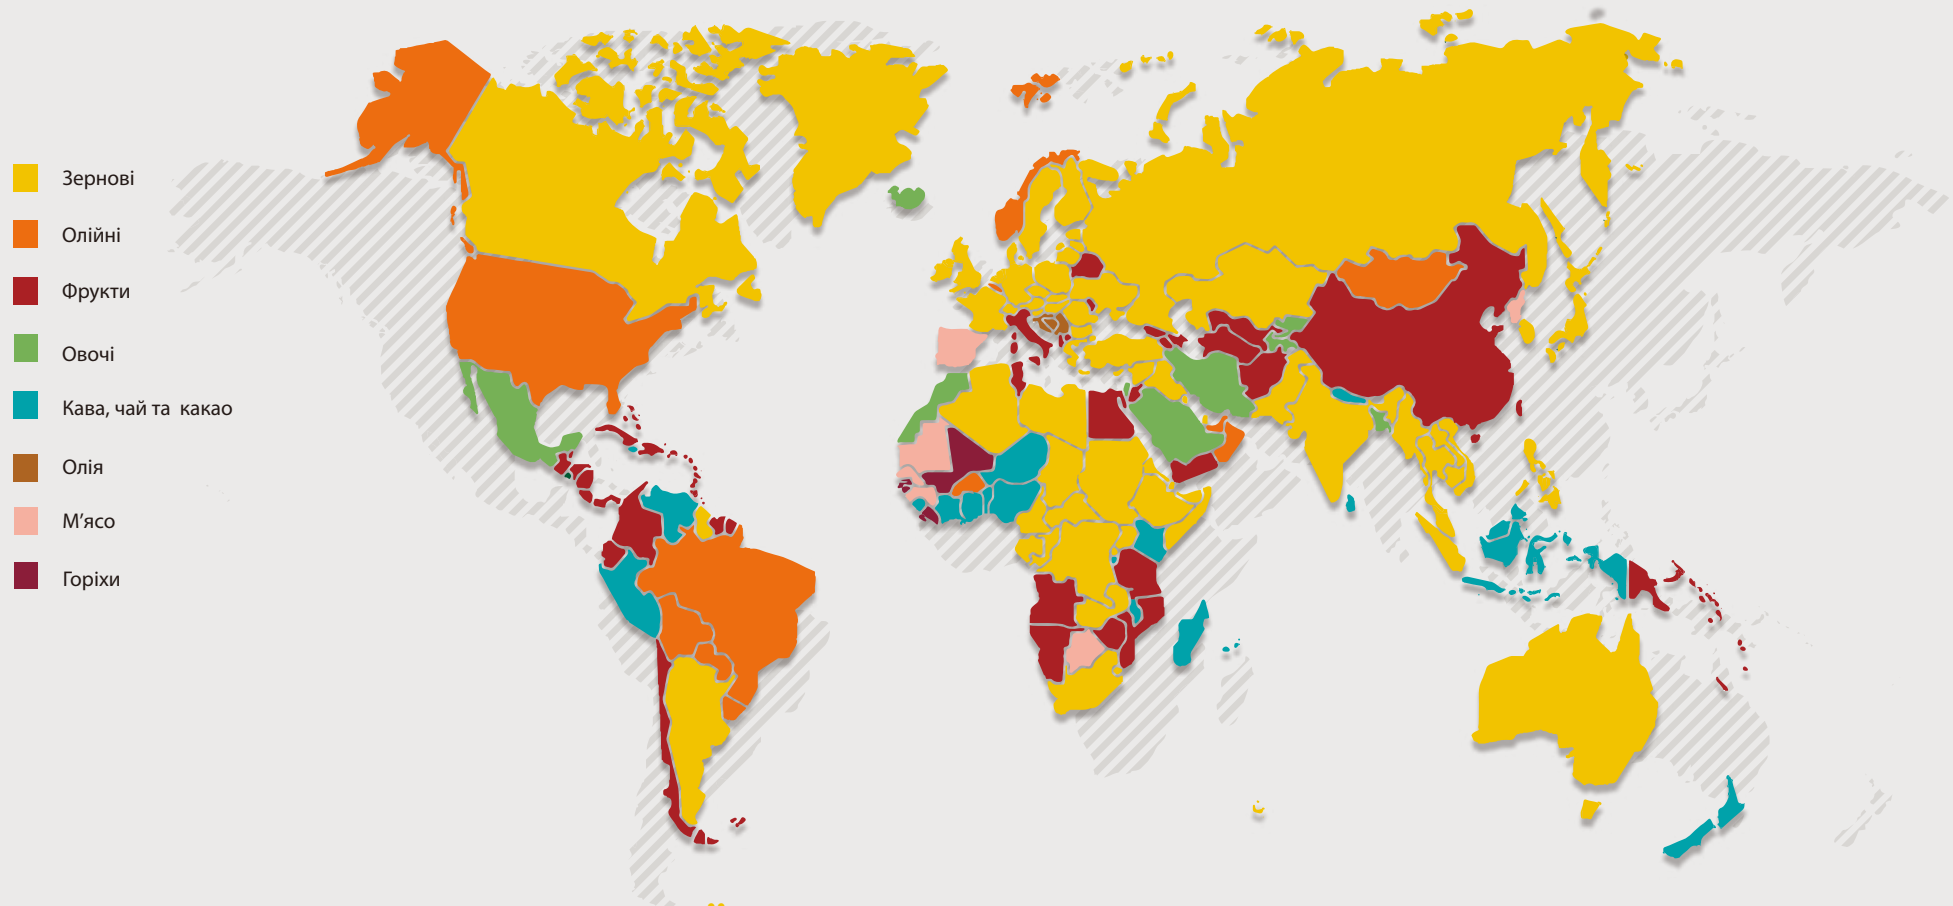 Зернові
Олійні
Фрукти
Овочі
Кава, чай та какао
Олія
М’ясо
Горіхи